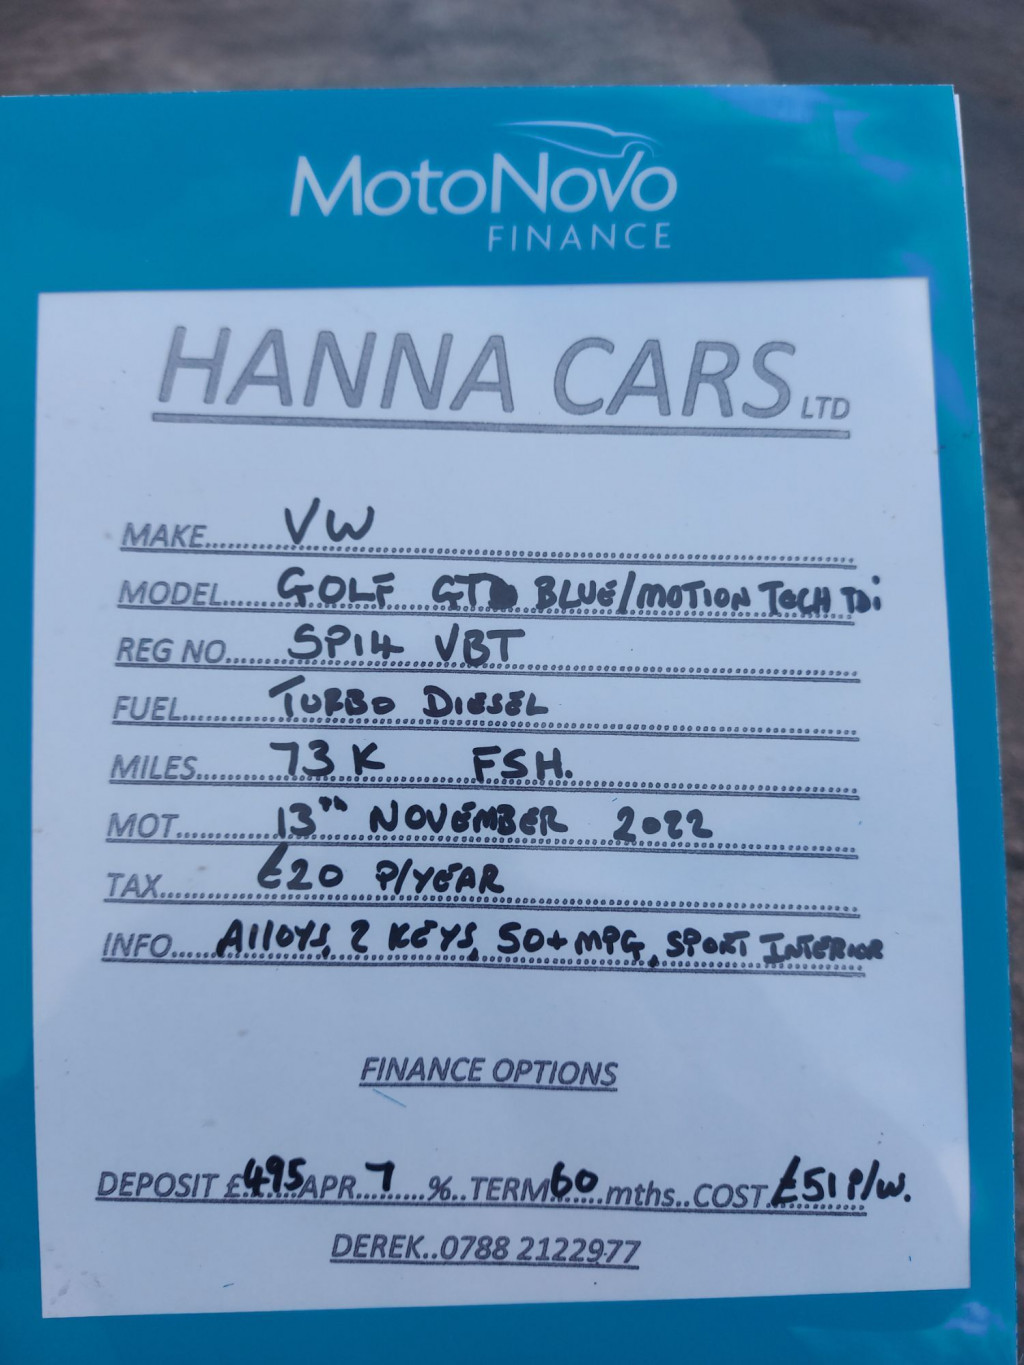 MotoNovo
FINANCE
HANNA CARS LTD
MAKE VW
MODEL GOLF GTD BLUE/MOTION TECH TDi
REG NO SP14 VBT
FUEL TURBO DIESEL
MILES 73K FSH.
MOT 13TH NOVEMBER 2022
TAX £20 P/YEAR
INFO Alloys, 2 KEYS, 50+ MPG, SPORT INTERIOR
FINANCE OPTIONS
DEPOSIT £495 APR 7 % TERM 60 mths COST £51 P/W.
DEREK..0788 2122977